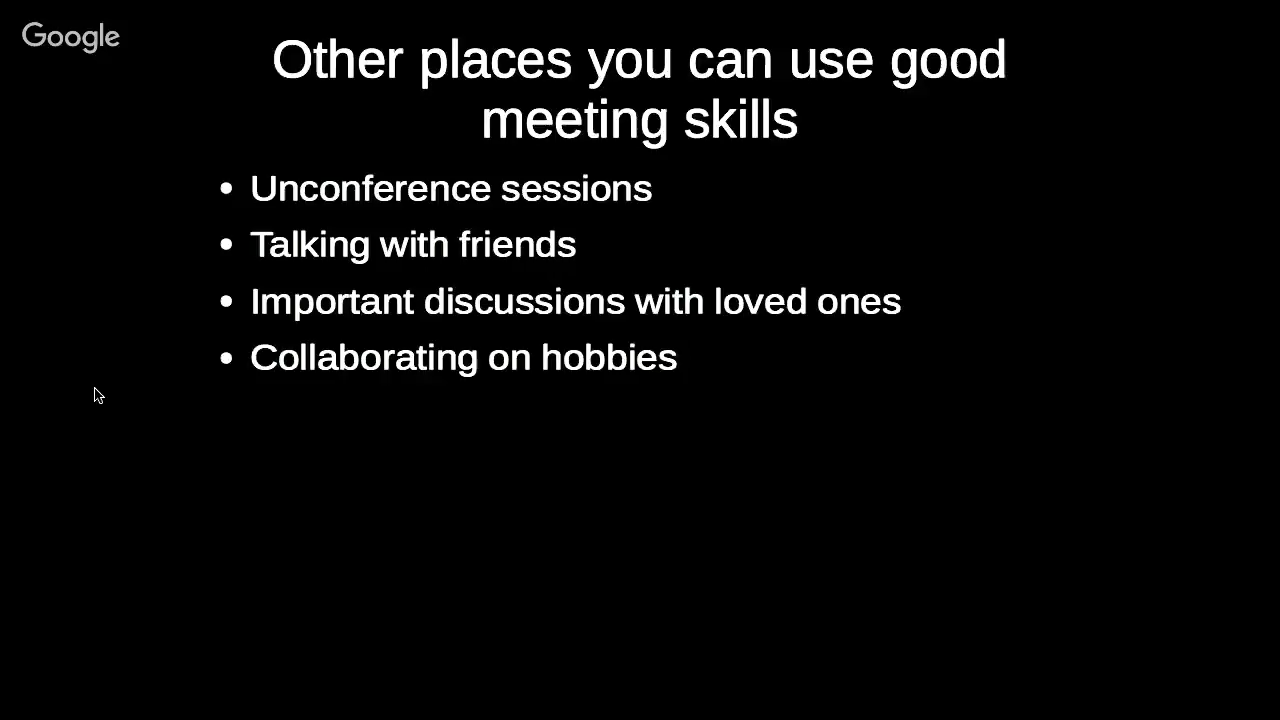 Google
Other places you can use good
meeting skills
• Unconference sessions
• Talking with friends
• Important discussions with loved ones
• Collaborating on hobbies